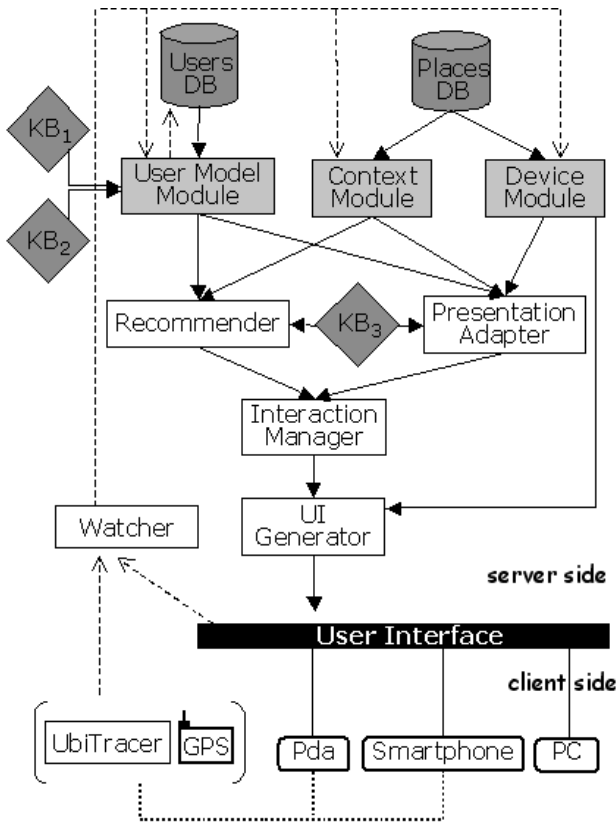 Users
DB
Places
DB
KB1
User Model
Module
Context
Module
Device
Module
KB2
Recommender
KB3
Presentation
Adapter
Interaction
Manager
Watcher
UI
Generator
server side
User Interface
client side
UbiTracer
GPS
Pda
Smartphone
PC